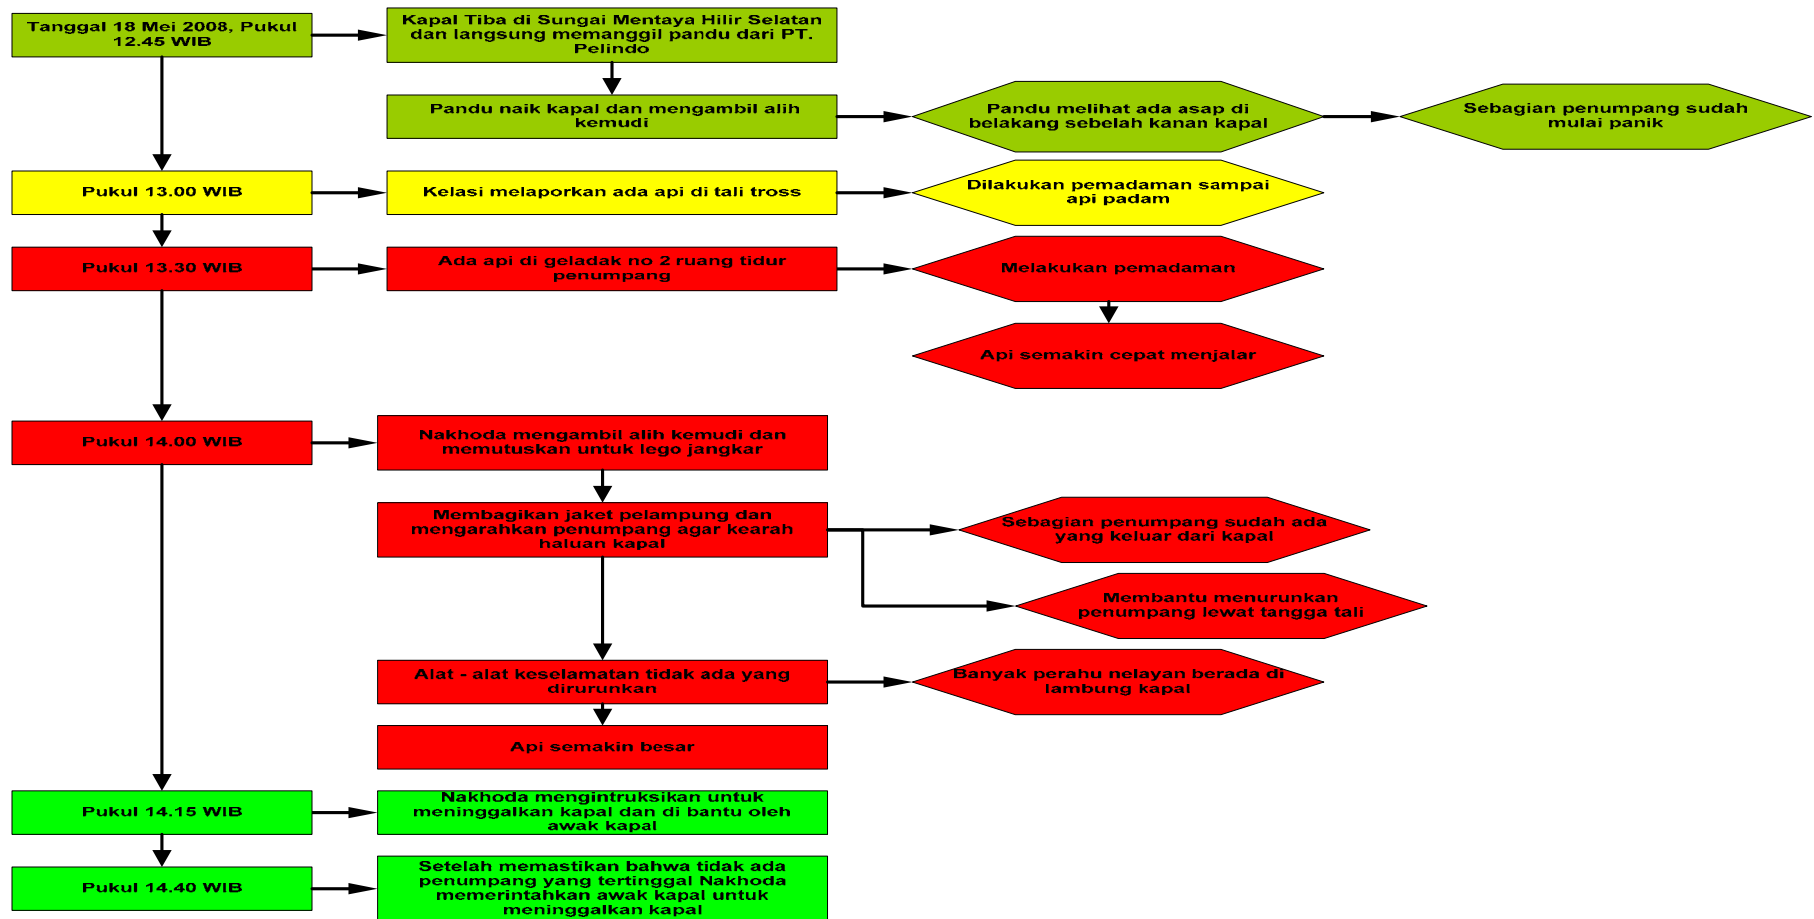 Tanggal 18 Mei 2008, Pukul
12.45 WIB
Kapal Tiba di Sungai Mentaya Hilir Selatan
dan langsung memanggil pandu dari PT.
Pelindo
Pandu naik kapal dan mengambil alih
kemudi
Pandu melihat ada asap di
belakang sebelah kanan kapal
Sebagian penumpang sudah
mulai panik
Pukul 13.00 WIB
Kelasi melaporkan ada api di tali tross
Dilakukan pemadaman sampai
api padam
Pukul 13.30 WIB
Ada api di geladak no 2 ruang tidur
penumpang
Melakukan pemadaman
Api semakin cepat menjalar
Pukul 14.00 WIB
Nakhoda mengambil alih kemudi dan
memutuskan untuk lego jangkar
Membagikan jaket pelampung dan
mengarahkan penumpang agar kearah
haluan kapal
Sebagian penumpang sudah ada
yang keluar dari kapal
Membantu menurunkan
penumpang lewat tangga tali
Alat - alat keselamatan tidak ada yang
dirurunkan
Banyak perahu nelayan berada di
lambung kapal
Api semakin besar
Pukul 14.15 WIB
Nakhoda mengintruksikan untuk
meninggalkan kapal dan di bantu oleh
awak kapal
Pukul 14.40 WIB
Setelah memastikan bahwa tidak ada
penumpang yang tertinggal Nakhoda
memerintahkan awak kapal untuk
meninggalkan kapal